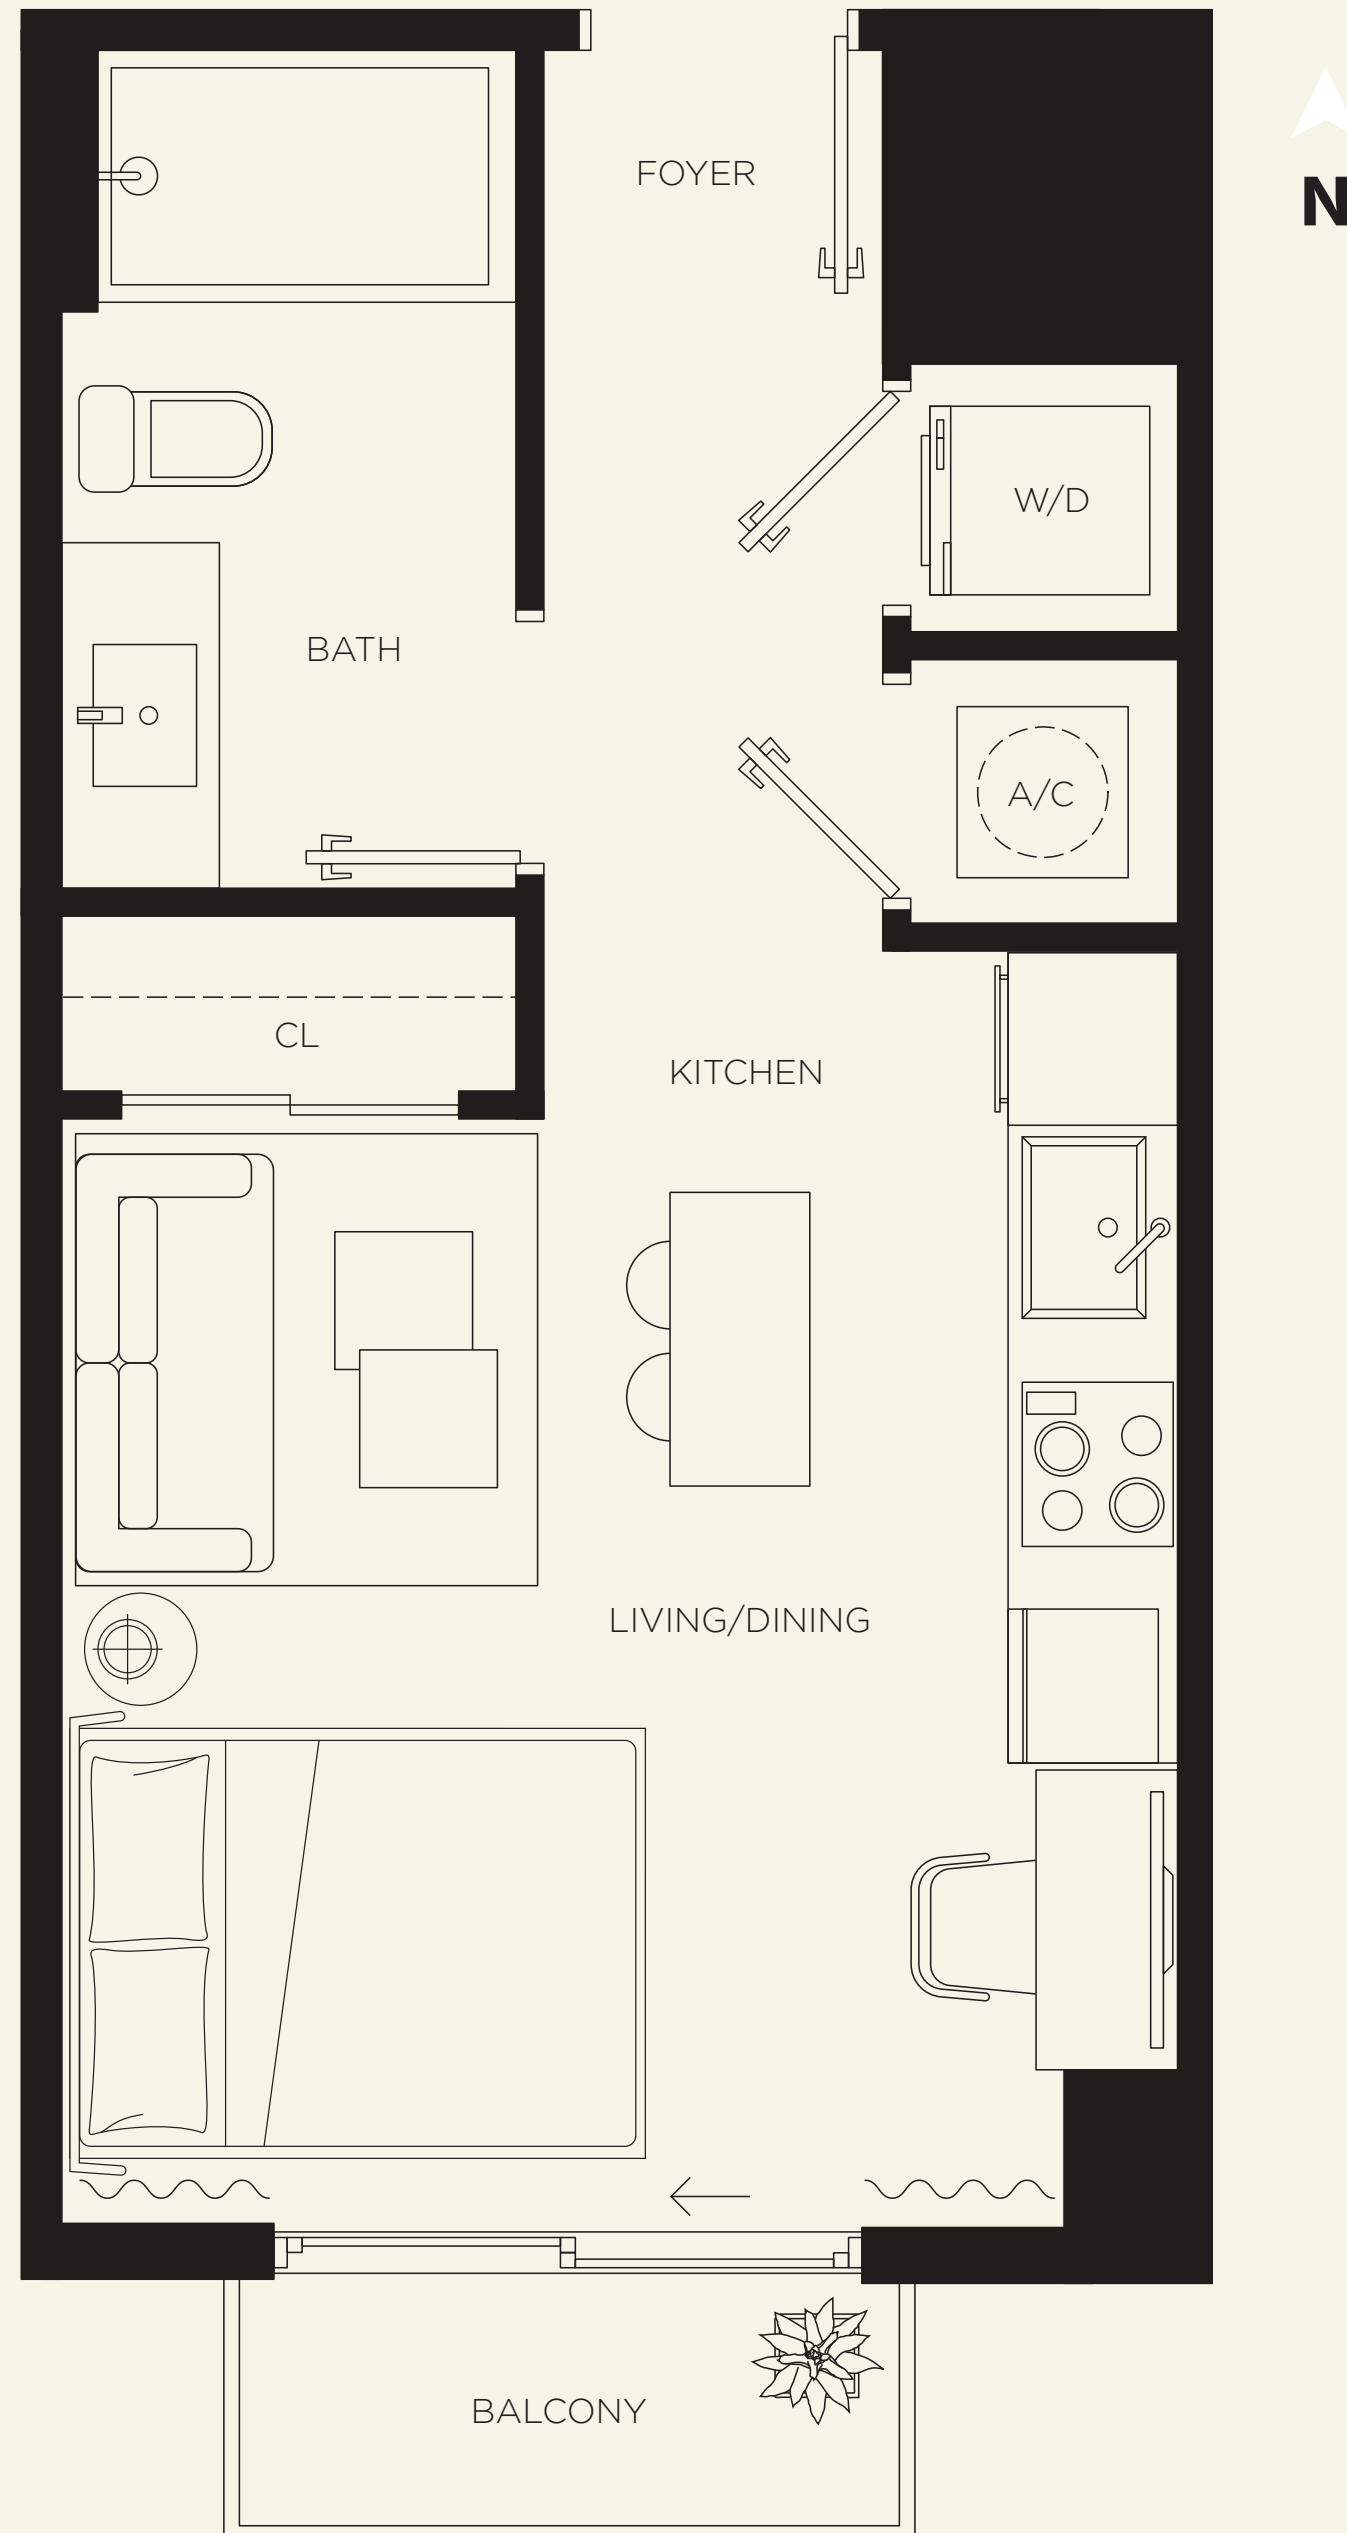 FOYER
N
W/D
BATH
A/C
CL
KITCHEN
LIVING/DINING
BALCONY